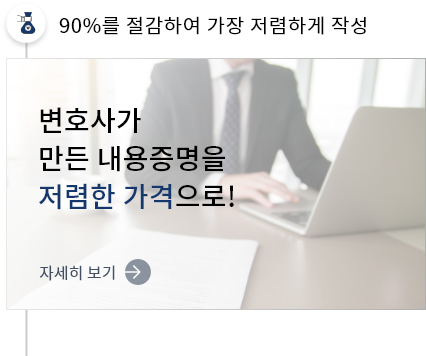 90%를 절감하여 가장 저렴하게 작성
변호사가
만든 내용증명을
저렴한 가격으로!
자세히 보기